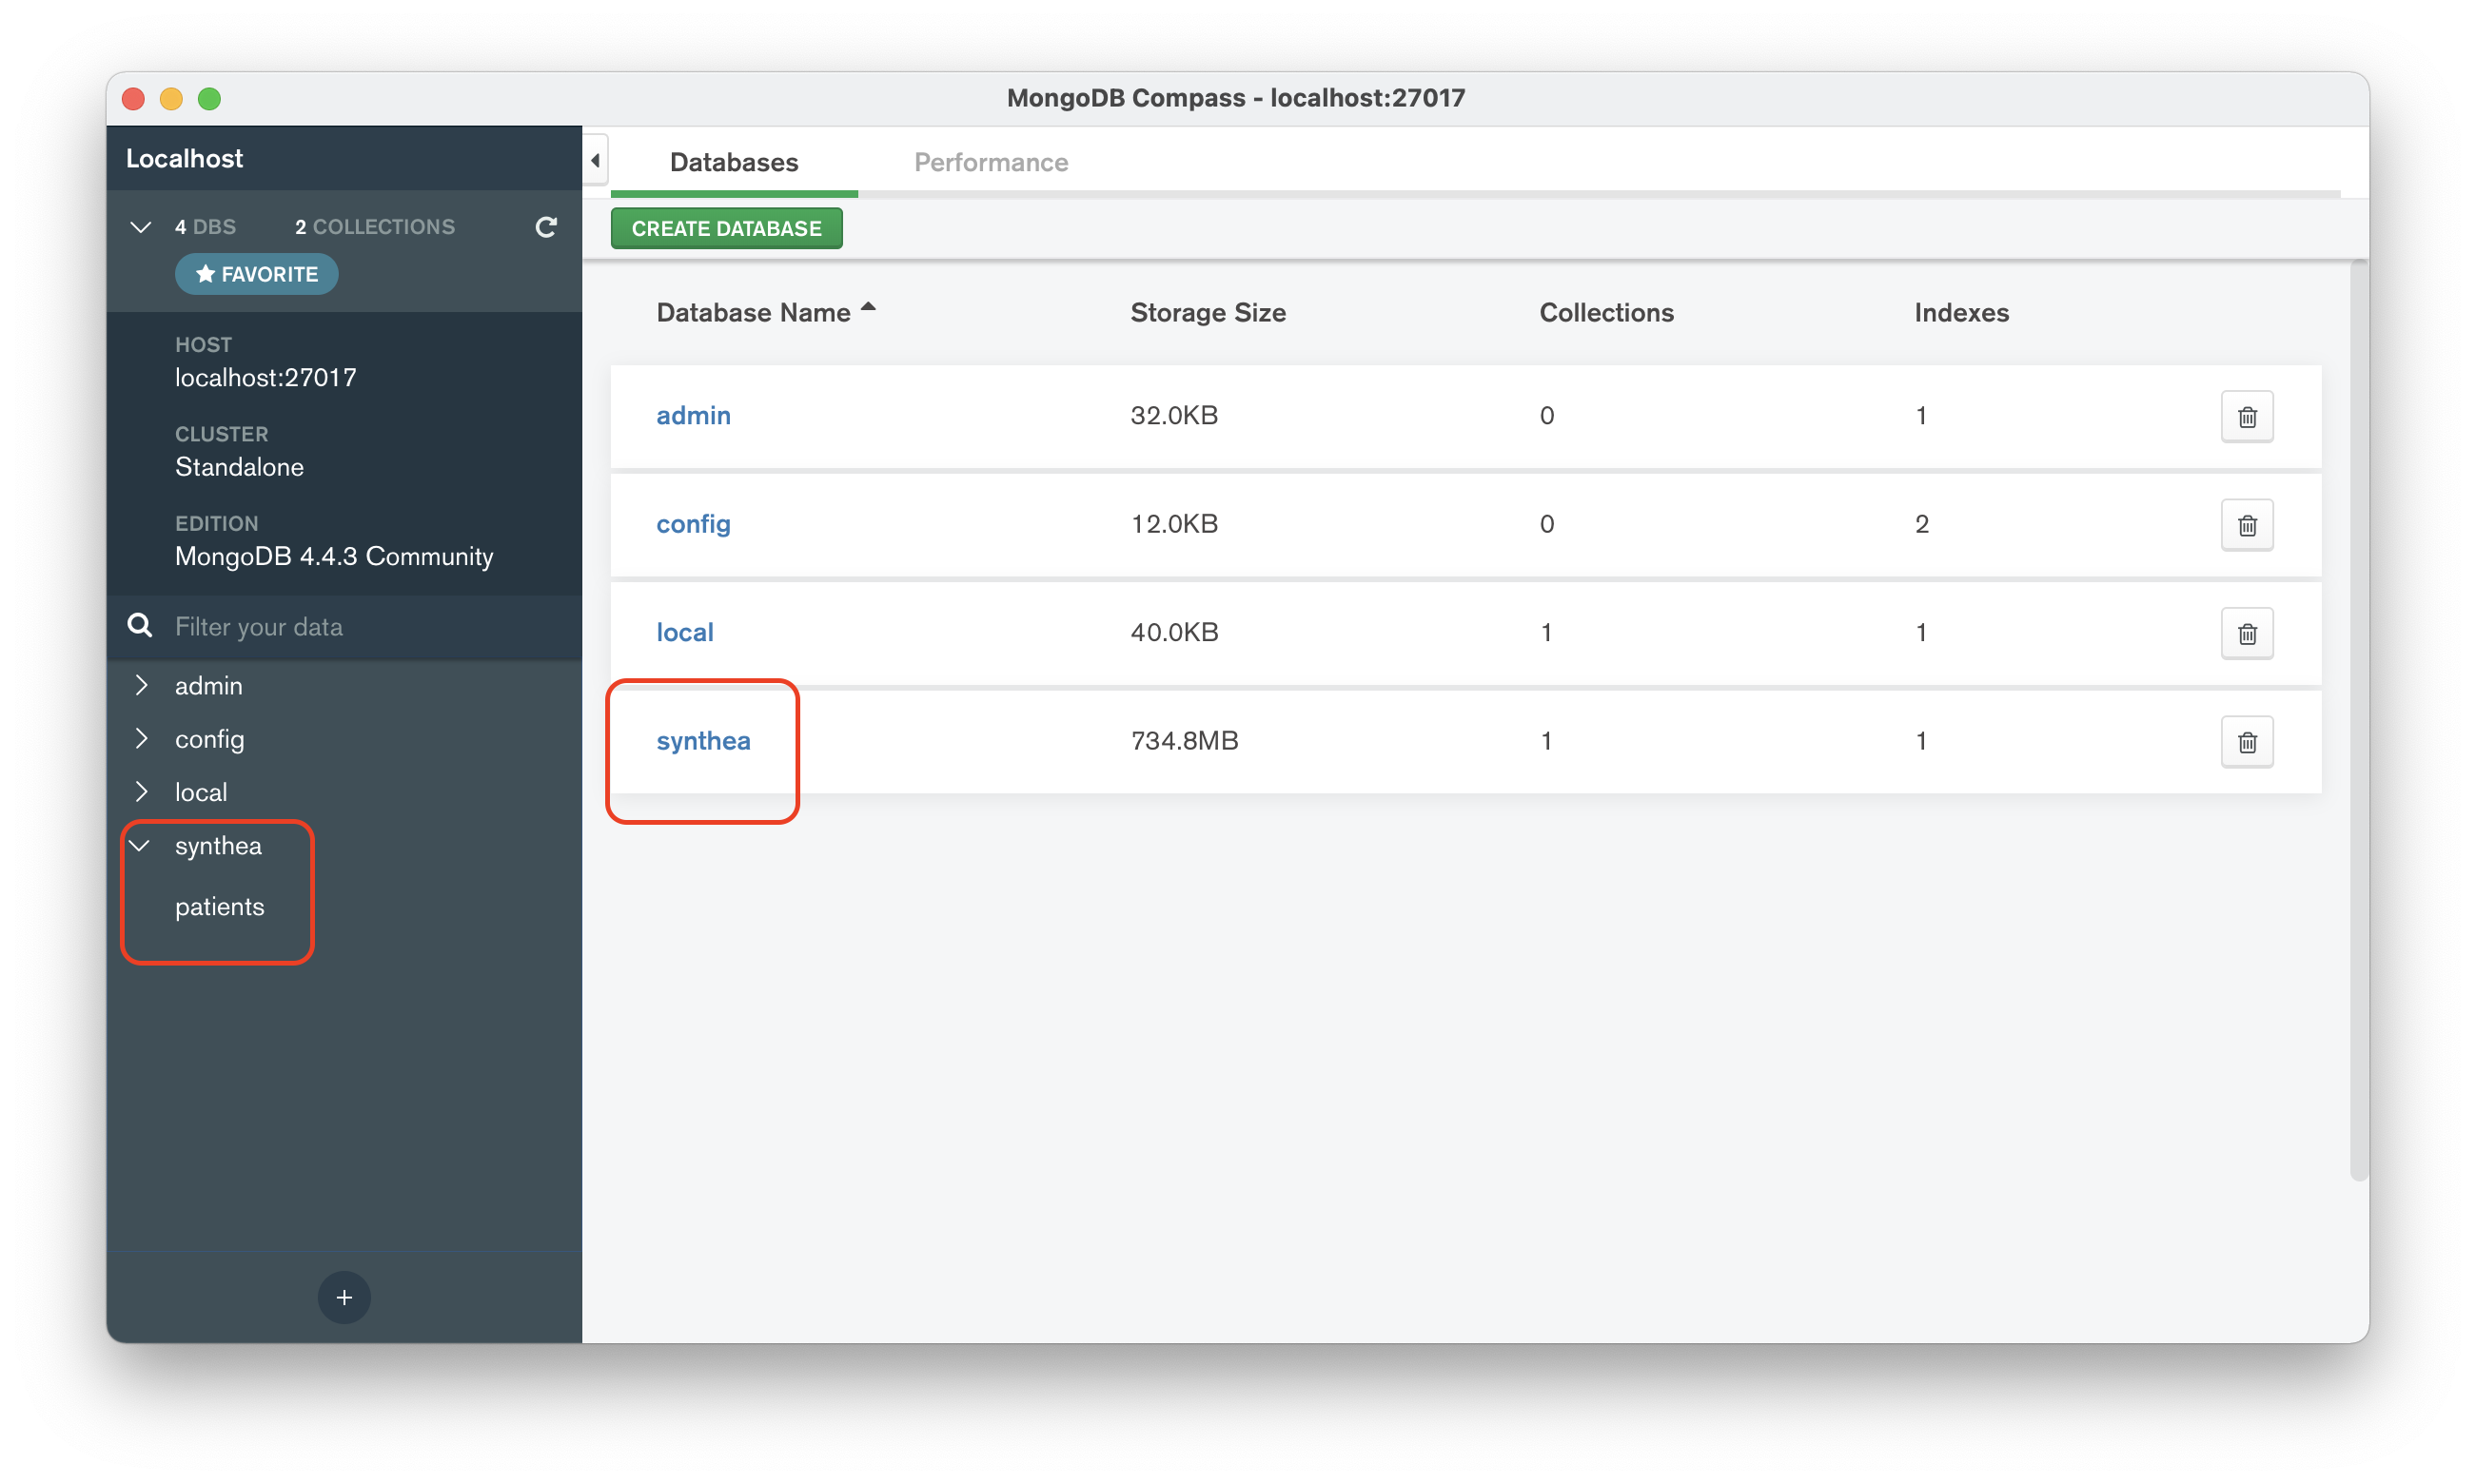 MongoDB Compass - localhost:27017
Localhost
4 DBS 2 COLLECTIONS
FAVORITE
HOST
localhost:27017
CLUSTER
Standalone
EDITION
MongoDB 4.4.3 Community
Filter your data
admin
config
local
synthea
patients
+
Databases Performance
CREATE DATABASE
Database Name Storage Size Collections Indexes
admin 32.0KB 0 1
config 12.0KB 0 2
local 40.0KB 1 1
synthea 734.8MB 1 1